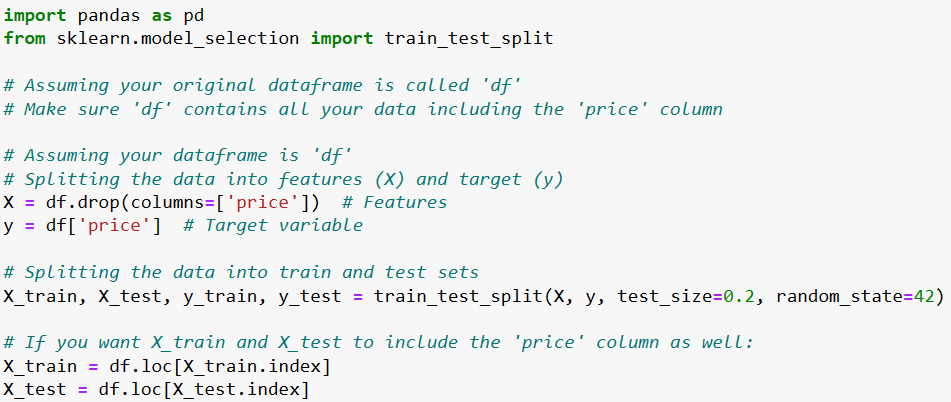 import pandas as pd
from sklearn.model_selection import train_test_split
# Assuming your original dataframe is called 'df'
# Make sure 'df' contains all your data including the 'price' column
# Assuming your dataframe is 'df'
# Splitting the data into features (X) and target (y)
X = df.drop(columns=['price'])  # Features
y = df['price']  # Target variable
# Splitting the data into train and test sets
X_train, X_test, y_train, y_test = train_test_split(X, y, test_size=0.2, random_state=42)
# If you want X_train and X_test to include the 'price' column as well:
X_train = df.loc[X_train.index]
X_test = df.loc[X_test.index]